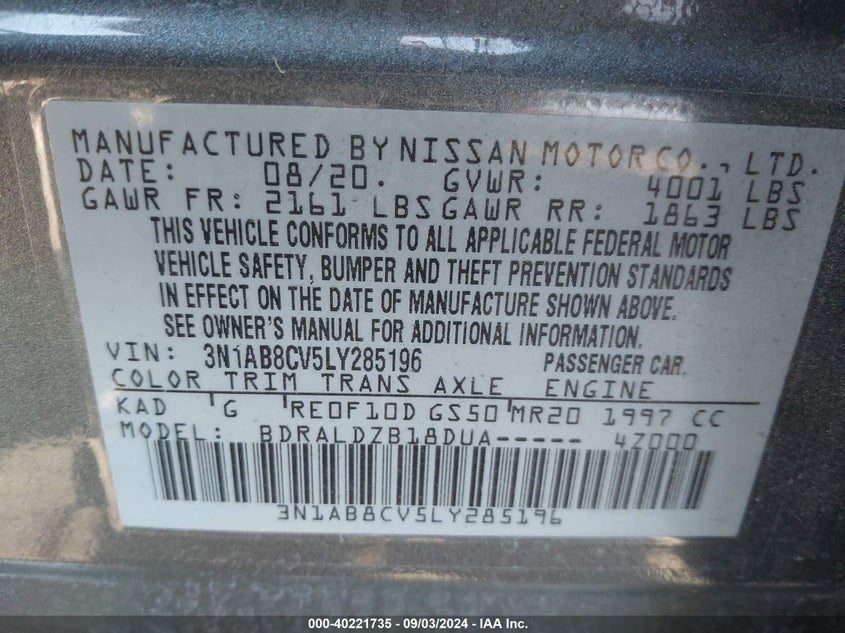 MANUFACTURED BY NISSAN MOTOR CO., LTD.
DATE: 08/20. GVWR: 4001 LBS
GAWR FR: 2161 LBS GAWR RR: 1863 LBS
THIS VEHICLE CONFORMS TO ALL APPLICABLE FEDERAL MOTOR
VEHICLE SAFETY, BUMPER AND THEFT PREVENTION STANDARDS
IN EFFECT ON THE DATE OF MANUFACTURE SHOWN ABOVE.
SEE OWNER'S MANUAL FOR ADDITIONAL INFORMATION.
VIN: 3N1AB8CV5LY285196 PASSENGER CAR.
COLOR TRIM TRANS AXLE ENGINE
KAD G RE0F10D GS50 MR20 1997 CC
MODEL: BDRALDZB18DUA----- 4Z000
3N1AB8CV5LY285196
000-40221735 - 09/03/2024 - IAA Inc.